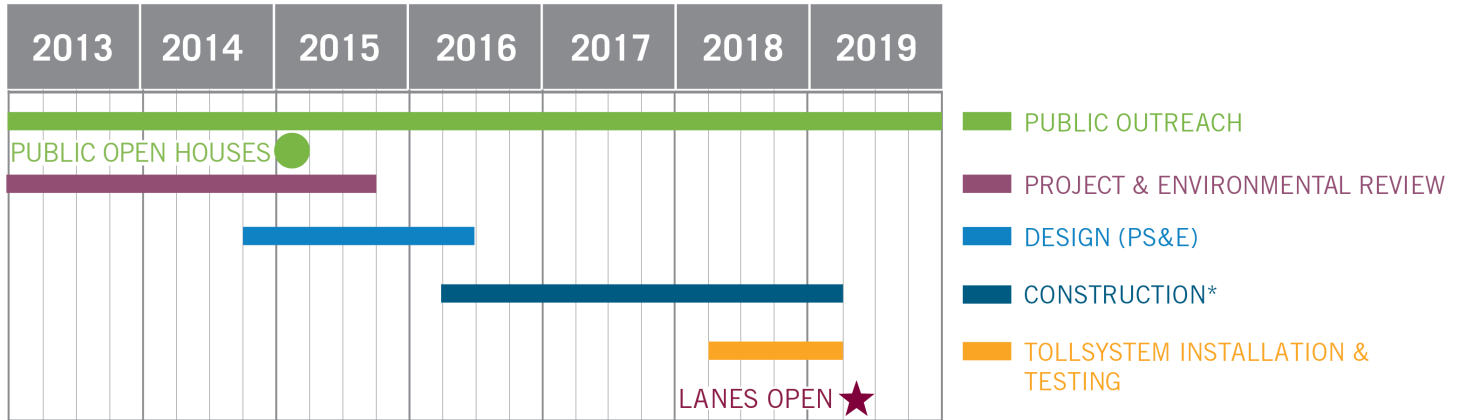 2013 2014 2015 2016 2017 2018 2019
PUBLIC OUTREACH
PUBLIC OPEN HOUSES
PROJECT & ENVIRONMENTAL REVIEW
DESIGN (PS&E)
CONSTRUCTION*
TOLLSYSTEM INSTALLATION &
TESTING
LANES OPEN